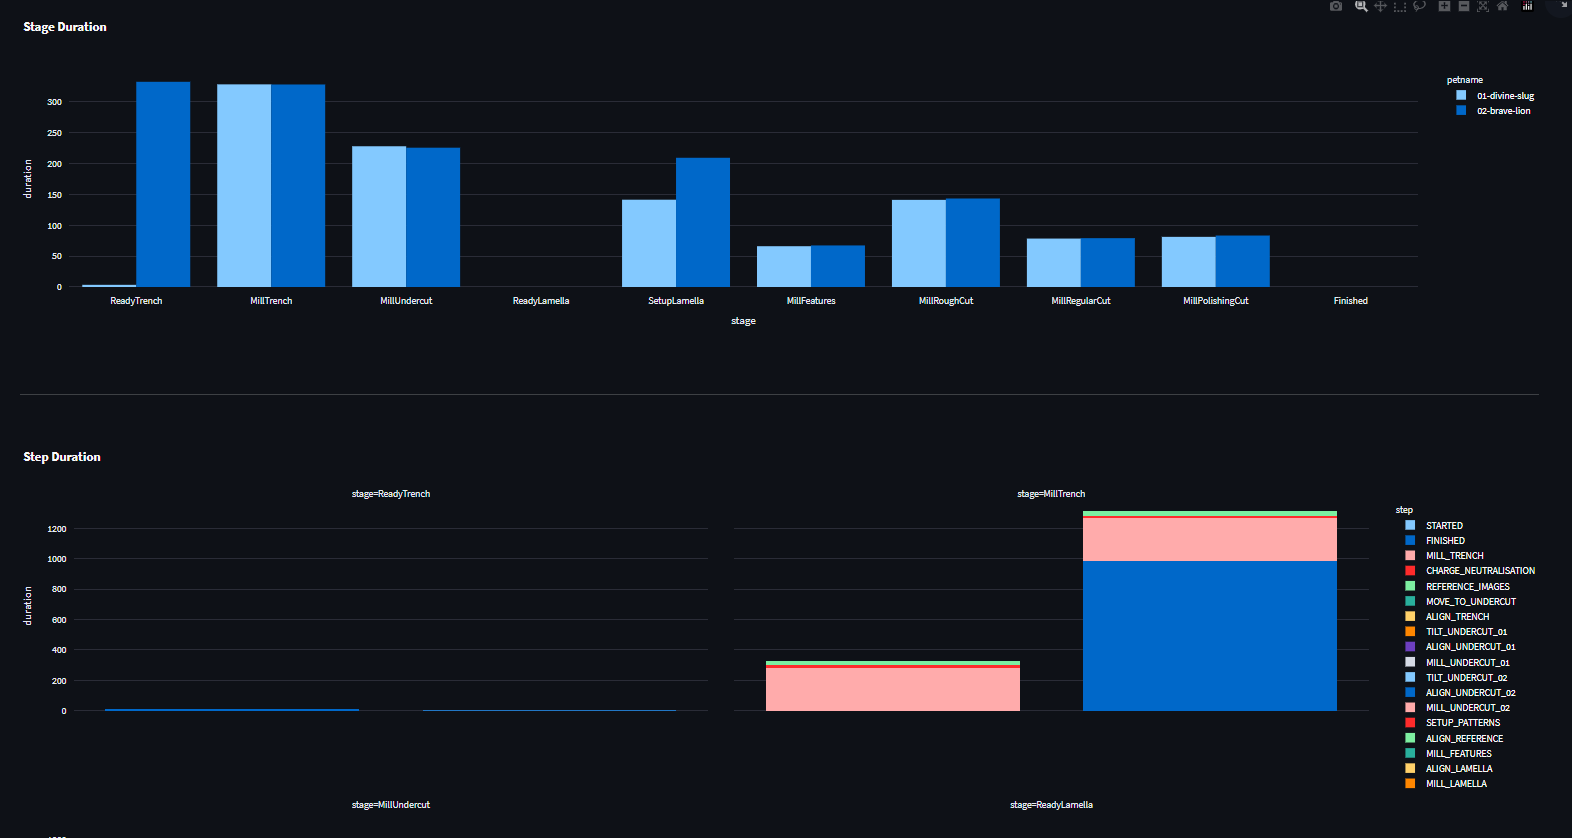 Stage Duration
petname
01-divine-slug
02-brave-lion
duration
300
250
200
150
100
50
0
ReadyTrench MillTrench MillUndercut ReadyLamella SetupLamella MillFeatures MillRoughCut MillRegularCut MillPolishingCut Finished
stage
Step Duration
stage=ReadyTrench
stage=MillTrench
duration
1200
1000
800
600
400
200
0
step
STARTED
FINISHED
MILL_TRENCH
CHARGE_NEUTRALISATION
REFERENCE_IMAGES
MOVE_TO_UNDERCUT
ALIGN_TRENCH
TILT_UNDERCUT_01
ALIGN_UNDERCUT_01
MILL_UNDERCUT_01
TILT_UNDERCUT_02
ALIGN_UNDERCUT_02
MILL_UNDERCUT_02
SETUP_PATTERNS
ALIGN_REFERENCE
MILL_FEATURES
ALIGN_LAMELLA
MILL_LAMELLA
stage=MillUndercut
stage=ReadyLamella